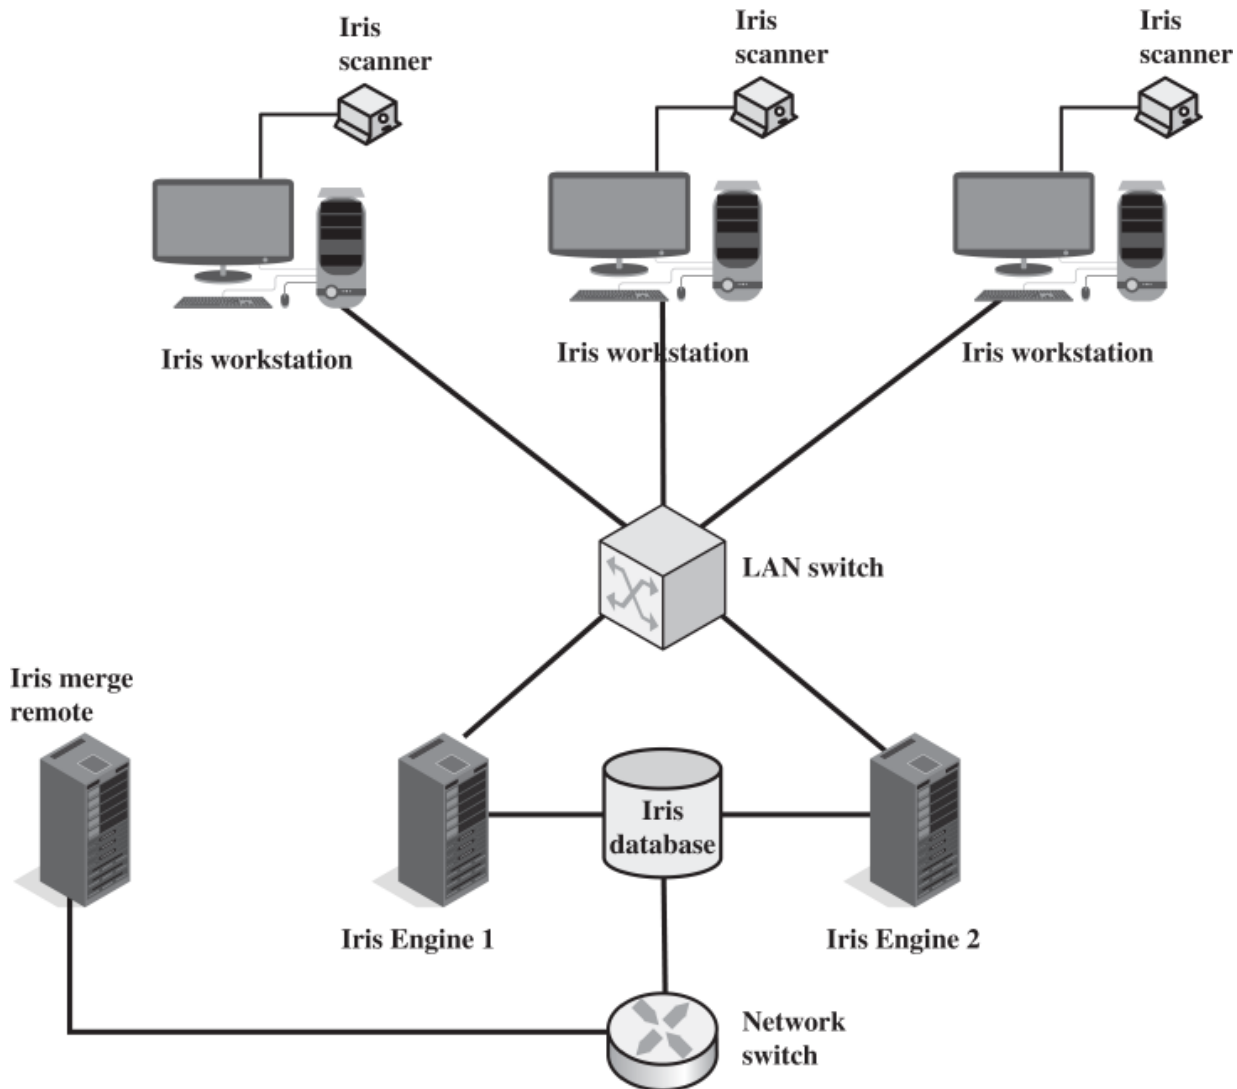 Iris
scanner
Iris
scanner
Iris
scanner
Iris workstation
Iris workstation
Iris workstation
LAN switch
Iris merge
remote
Iris
database
Iris Engine 1
Iris Engine 2
Network
switch